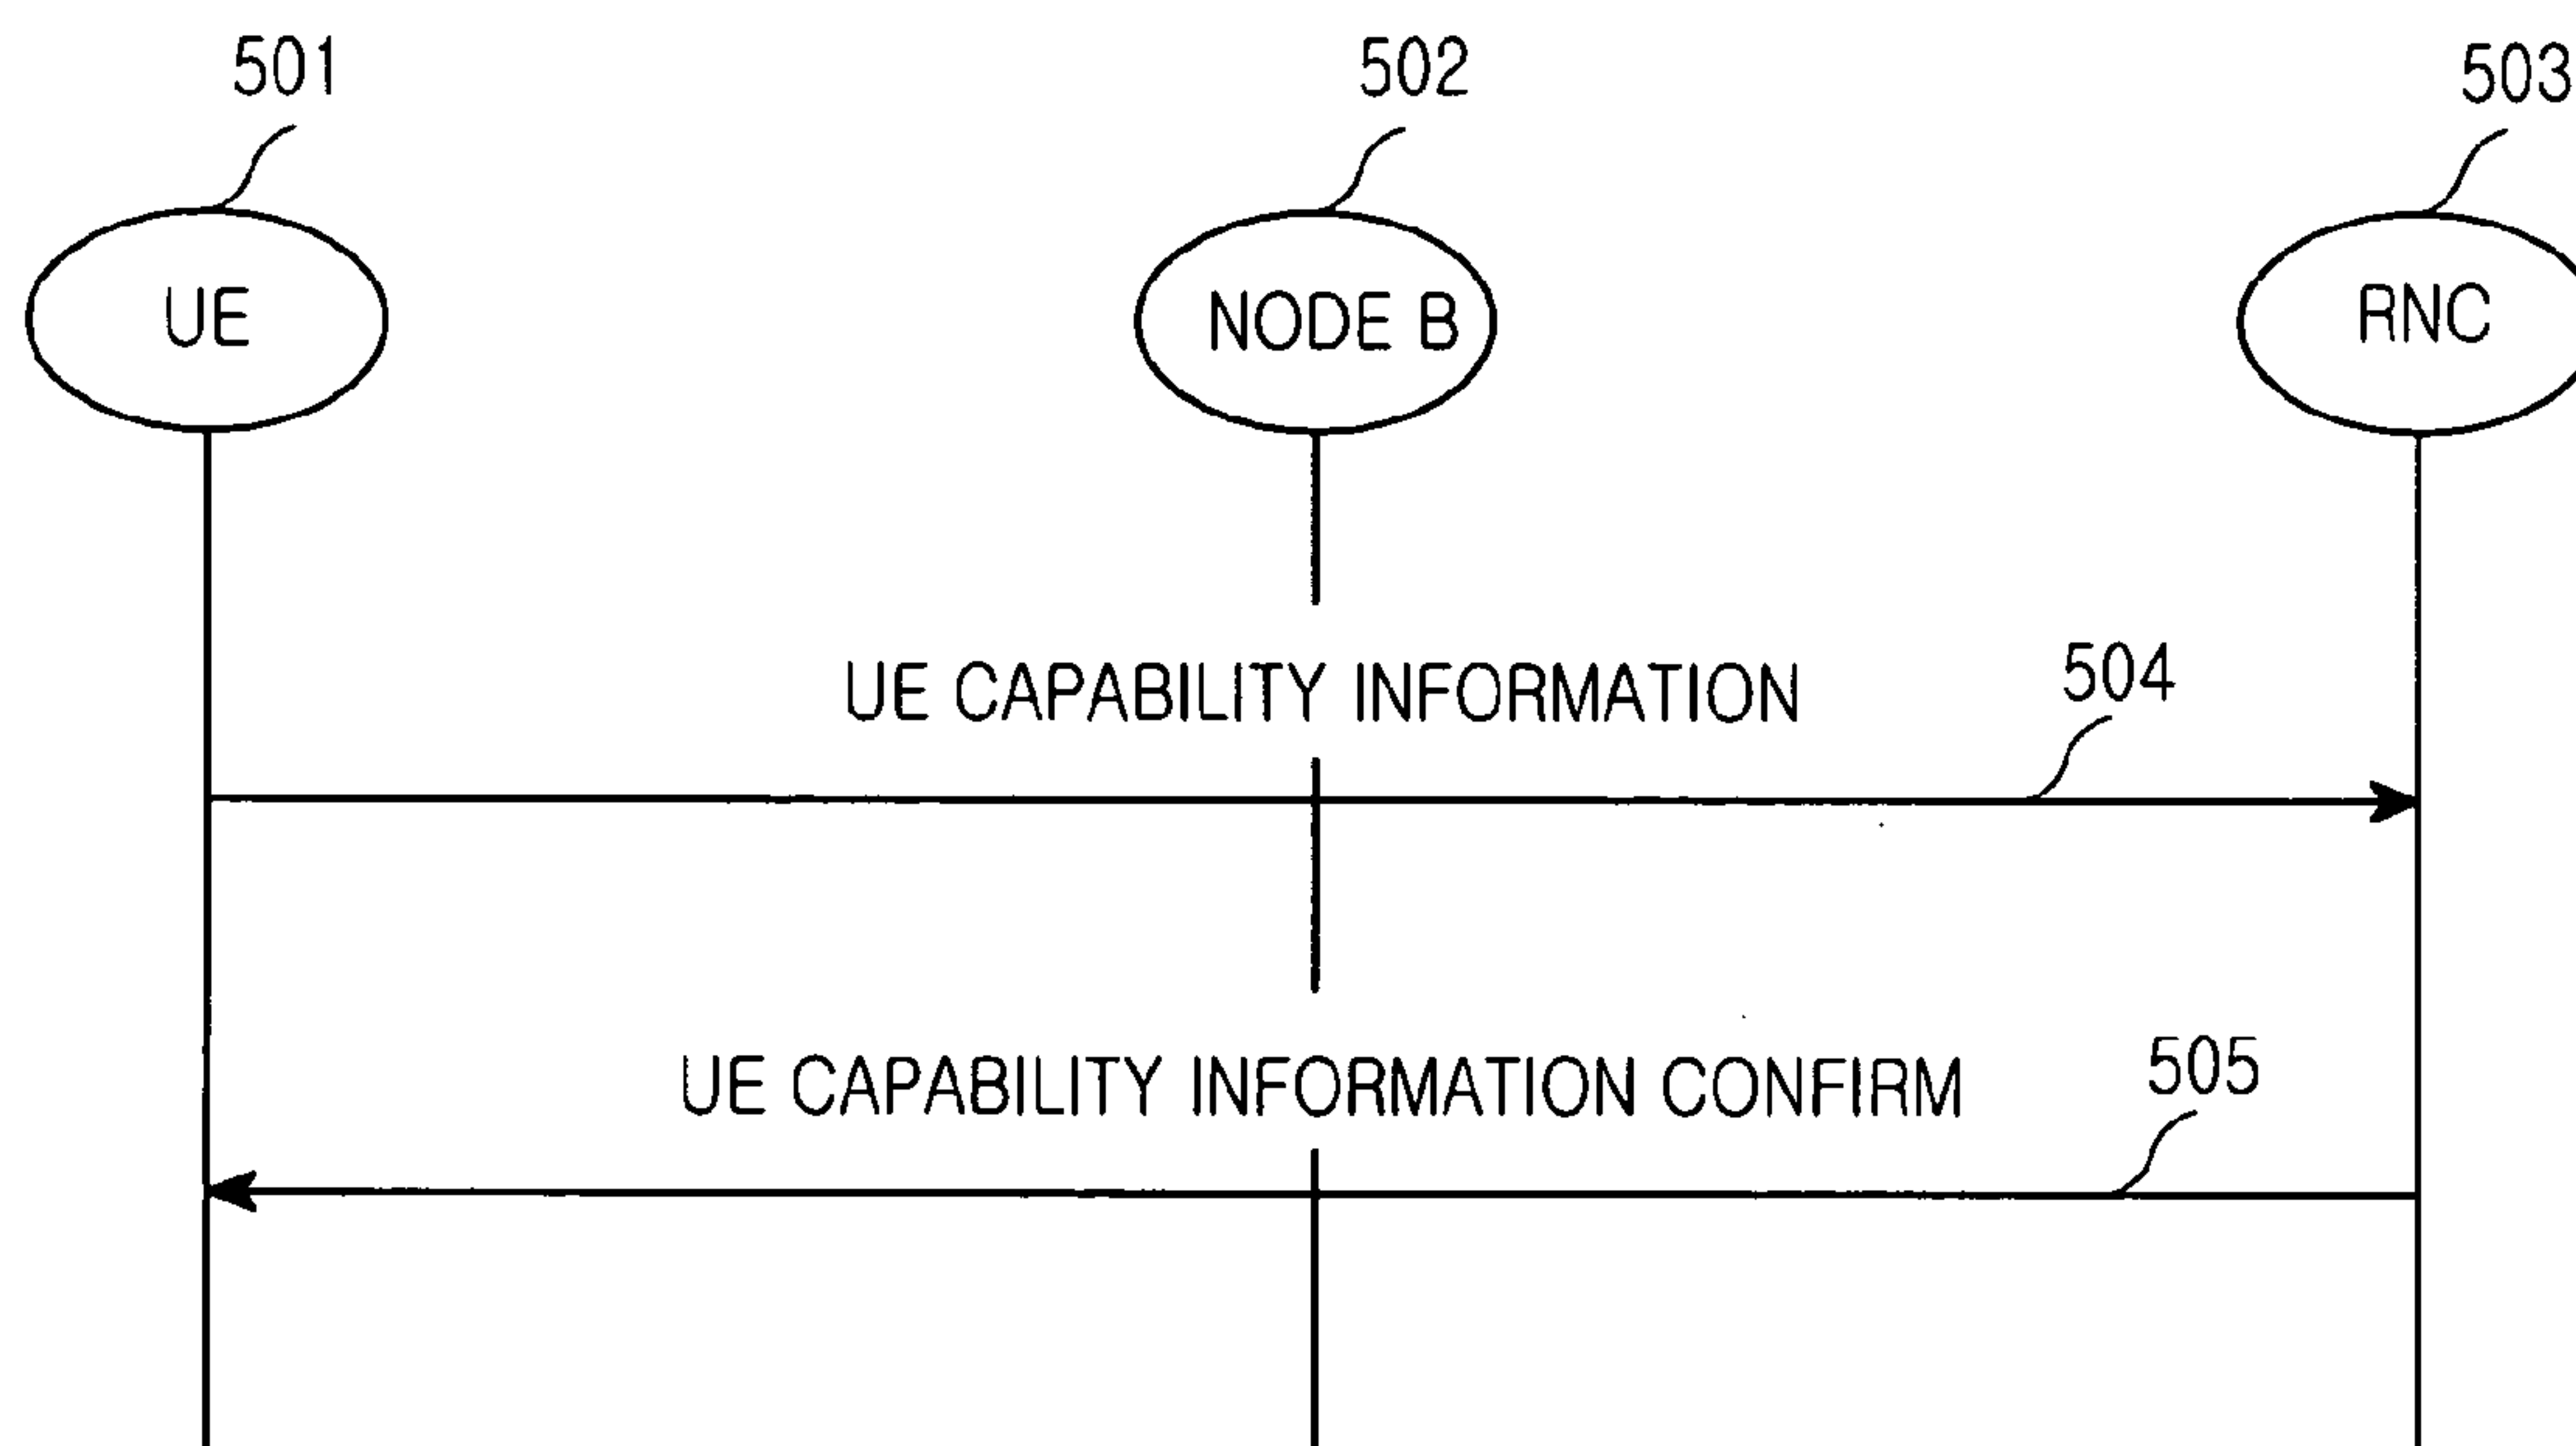 501
502
503
UE
NODE B
RNC
UE CAPABILITY INFORMATION
504
UE CAPABILITY INFORMATION CONFIRM
505